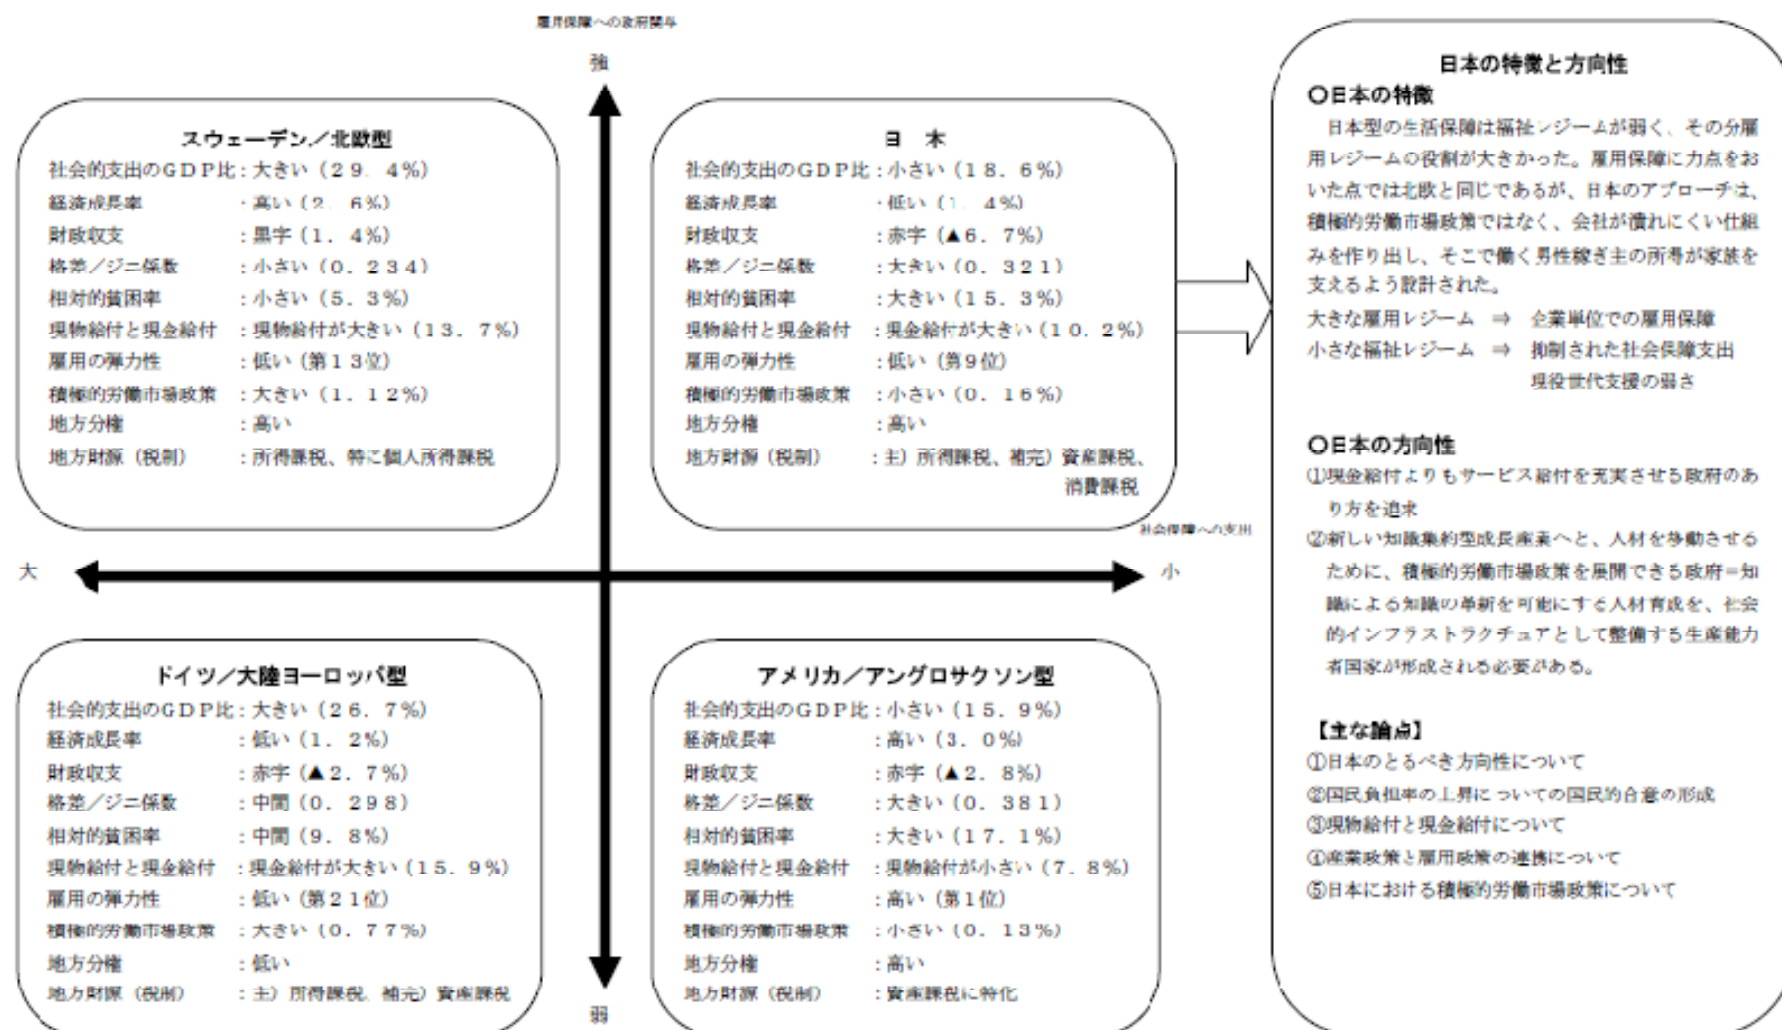 雇用保障への政府関与
強
スウェーデン／北欧型
社会的支出のＧＤＰ比：大きい（２９．４％）
経済成長率　：高い（２．６％）
財政収支　：黒字（１．４％）
格差／ジニ係数　：小さい（０．２３４）
相対的貧困率　：小さい（５．３％）
現物給付と現金給付　：現物給付が大きい（１３．７％）
雇用の弾力性　：低い（第１３位）
積極的労働市場政策　：大きい（１．１２％）
地方分権　：高い
地方財源（税制）　：所得課税、特に個人所得課税
日　本
社会的支出のＧＤＰ比：小さい（１８．６％）
経済成長率　：低い（１．４％）
財政収支　：赤字（▲６．７％）
格差／ジニ係数　：大きい（０．３２１）
相対的貧困率　：大きい（１５．３％）
現物給付と現金給付　：現金給付が大きい（１０．２％）
雇用の弾力性　：低い（第９位）
積極的労働市場政策　：小さい（０．１６％）
地方分権　：高い
地方財源（税制）　：主）所得課税、補完）資産課税、
消費課税
社会保障への支出
大
小
ドイツ／大陸ヨーロッパ型
社会的支出のＧＤＰ比：大きい（２６．７％）
経済成長率　：低い（１．２％）
財政収支　：赤字（▲２．７％）
格差／ジニ係数　：中間（０．２９８）
相対的貧困率　：中間（９．８％）
現物給付と現金給付　：現金給付が大きい（１５．９％）
雇用の弾力性　：低い（第２１位）
積極的労働市場政策　：大きい（０．７７％）
地方分権　：低い
地方財源（税制）　：主）所得課税、補完）資産課税
アメリカ／アングロサクソン型
社会的支出のＧＤＰ比：小さい（１５．９％）
経済成長率　：高い（３．０％）
財政収支　：赤字（▲２．８％）
格差／ジニ係数　：大きい（０．３８１）
相対的貧困率　：大きい（１７．１％）
現物給付と現金給付　：現物給付が小さい（７．８％）
雇用の弾力性　：高い（第１位）
積極的労働市場政策　：小さい（０．１３％）
地方分権　：高い
地方財源（税制）　：資産課税に特化
弱
日本の特徴と方向性
○日本の特徴
日本型の生活保障は福祉レジームが弱く、その分雇
用レジームの役割が大きかった。雇用保障に力点をお
いた点では北欧と同じであるが、日本のアプローチは、
積極的労働市場政策ではなく、会社が潰れにくい仕組
みを作り出し、そこで働く男性稼ぎ主の所得が家族を
支えるよう設計された。
大きな雇用レジーム　⇒　企業単位での雇用保障
小さな福祉レジーム　⇒　抑制された社会保障支出
現役世代支援の弱さ
○日本の方向性
①現金給付よりもサービス給付を充実させる政府のあ
り方を追求
②新しい知識集約型成長産業へと、人材を移動させる
ために、積極的労働市場政策を展開できる政府＝知
識による知識の革新を可能にする人材育成を、社会
的インフラストラクチュアとして整備する生産能力
者国家が形成される必要がある。
【主な論点】
①日本のとるべき方向性について
②国民負担率の上昇についての国民的合意の形成
③現物給付と現金給付について
④産業政策と雇用政策の連携について
⑤日本における積極的労働市場政策について